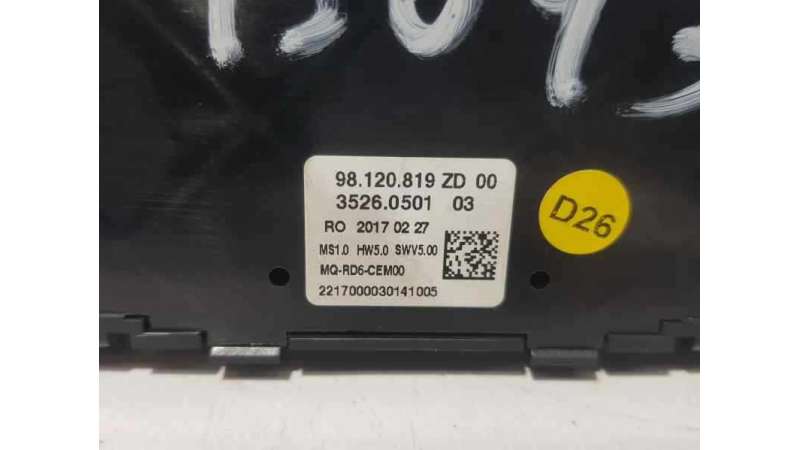 98.120.819 ZD 00
3526.0501 03
RO 2017 02 27
MS1.0 HW5.0 SWV5.00
MQ-RD6-CEM00
2217000030141005
D26